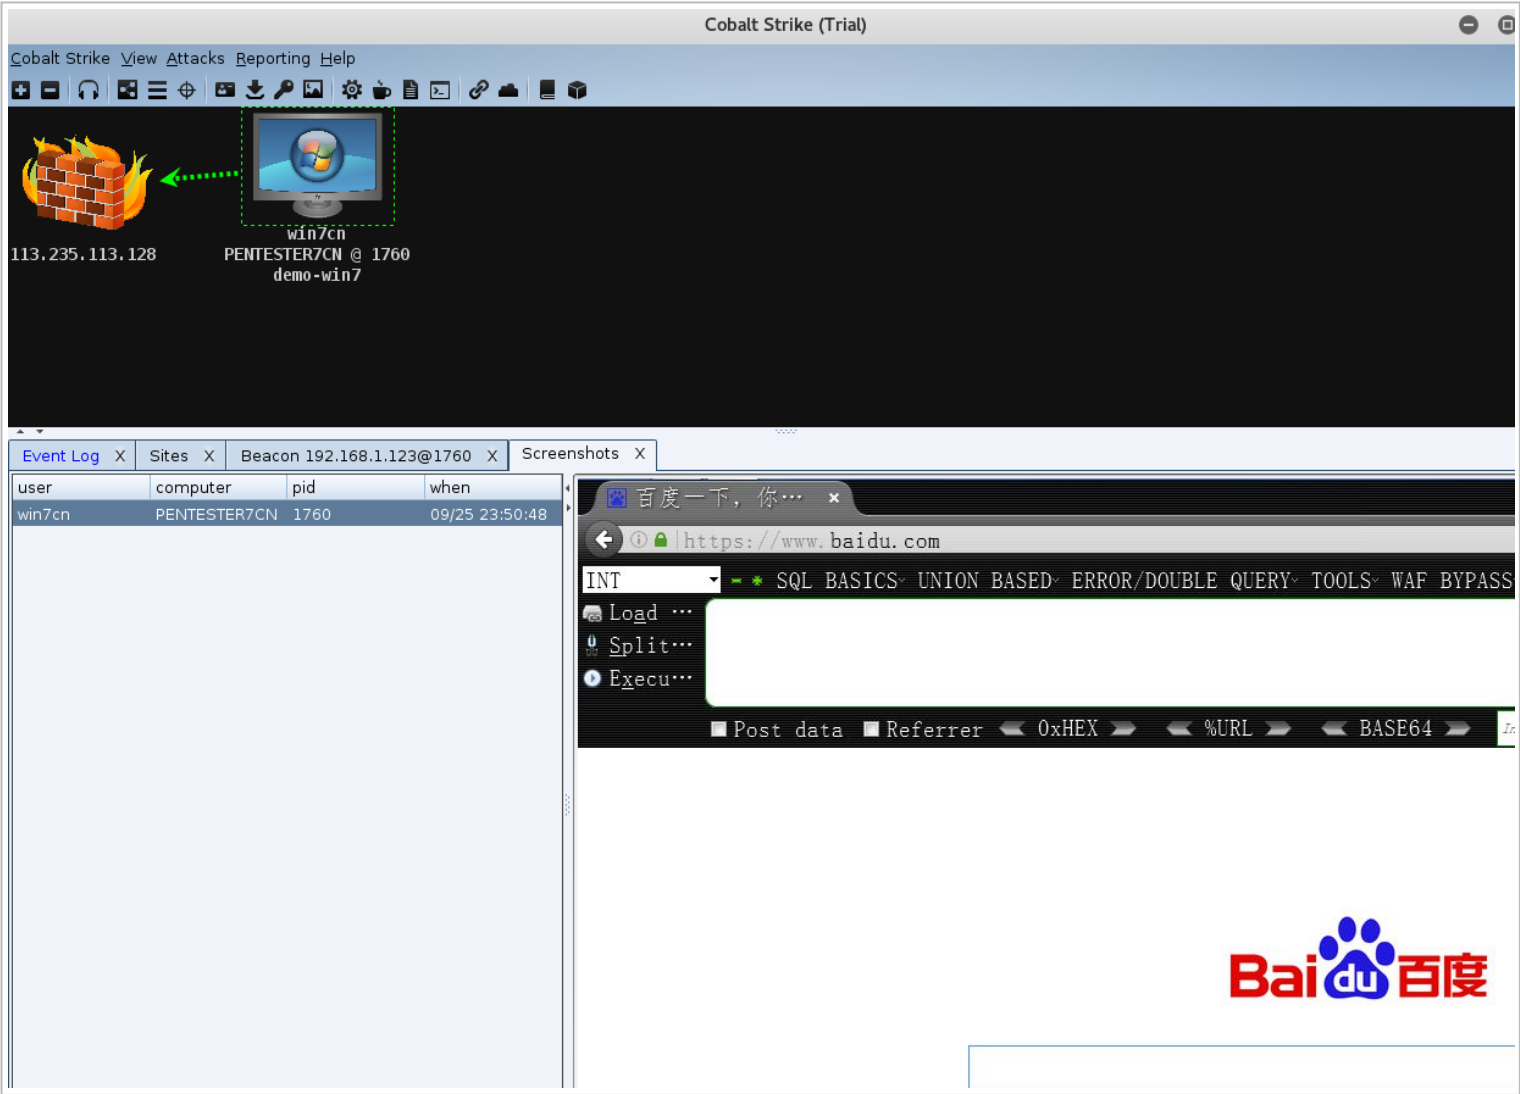 Cobalt Strike (Trial)
Cobalt Strike View Attacks Reporting Help
113.235.113.128
win7cn
PENTESTER7CN @ 1760
demo-win7
Event Log X Sites X Beacon 192.168.1.123@1760 X Screenshots X
user computer pid when
win7cn PENTESTER7CN 1760 09/25 23:50:48
百度一下，你… ×
https://www.baidu.com
INT SQL BASICS UNION BASED ERROR/DOUBLE QUERY TOOLS WAF BYPASS
Load …
Split…
Execu…
Post data Referrer 0xHEX %URL BASE64
Bai du 百度